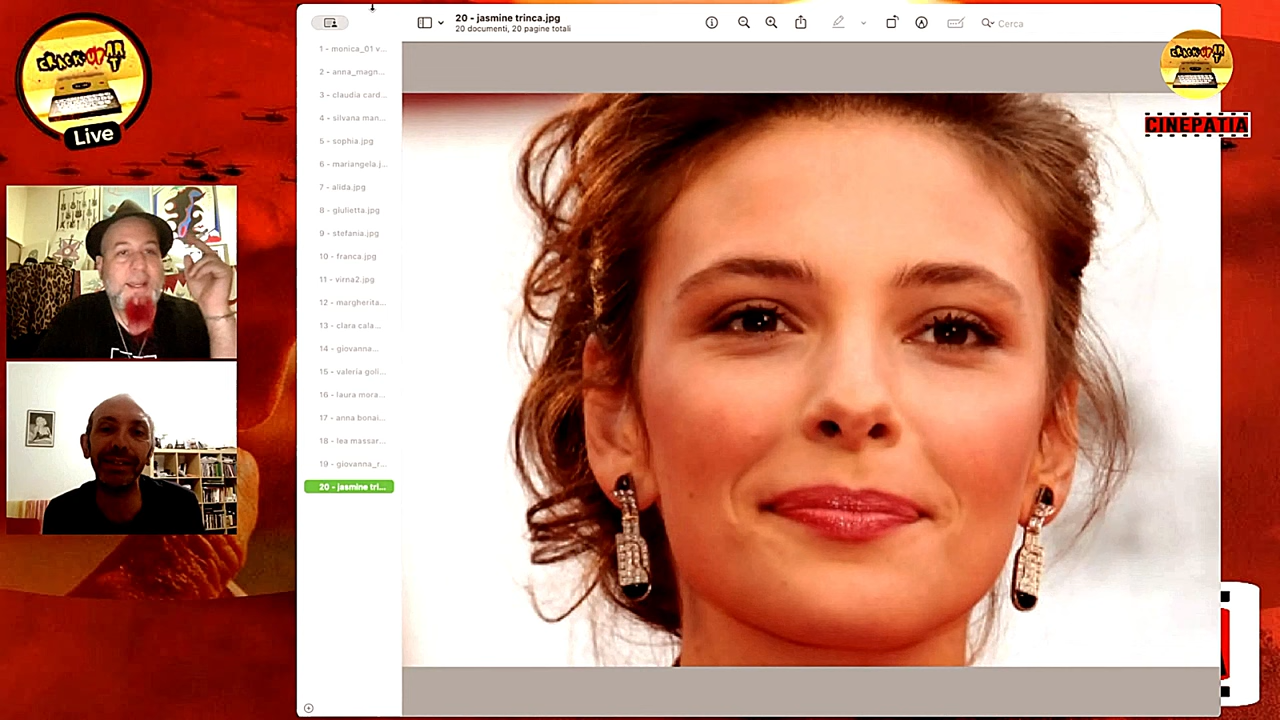 CRACK-UP ART
Live
20 - jasmine trinca.jpg
20 documenti, 20 pagine totali
Cerca
1 - monica_01 v...
2 - anna_magn...
3 - claudia card...
4 - silvana man...
5 - sophia.jpg
6 - mariangela.j...
7 - alida.jpg
8 - giulietta.jpg
9 - stefania.jpg
10 - franca.jpg
11 - virna2.jpg
12 - margherita...
13 - clara cala...
14 - giovanna...
15 - valeria goli...
16 - laura mora...
17 - anna bonai...
18 - lea massar...
19 - giovanna_r...
20 - jasmine tri...
CRACK-UP ART
CINEPATIA